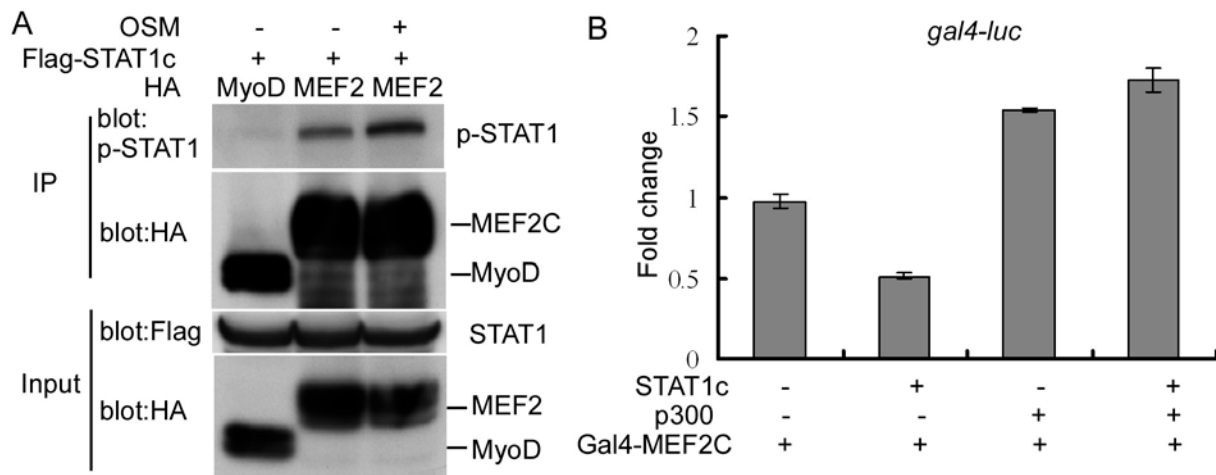 A
OSM - - +
Flag-STAT1c + + +
HA MyoD MEF2 MEF2
IP
blot:
p-STAT1
p-STAT1
blot:HA
MEF2C
MyoD
Input
blot:Flag
STAT1
blot:HA
MEF2
MyoD
B
gal4-luc
Fold change
2
1.5
1
0.5
0
STAT1c - + - +
p300 - - + +
Gal4-MEF2C + + + +